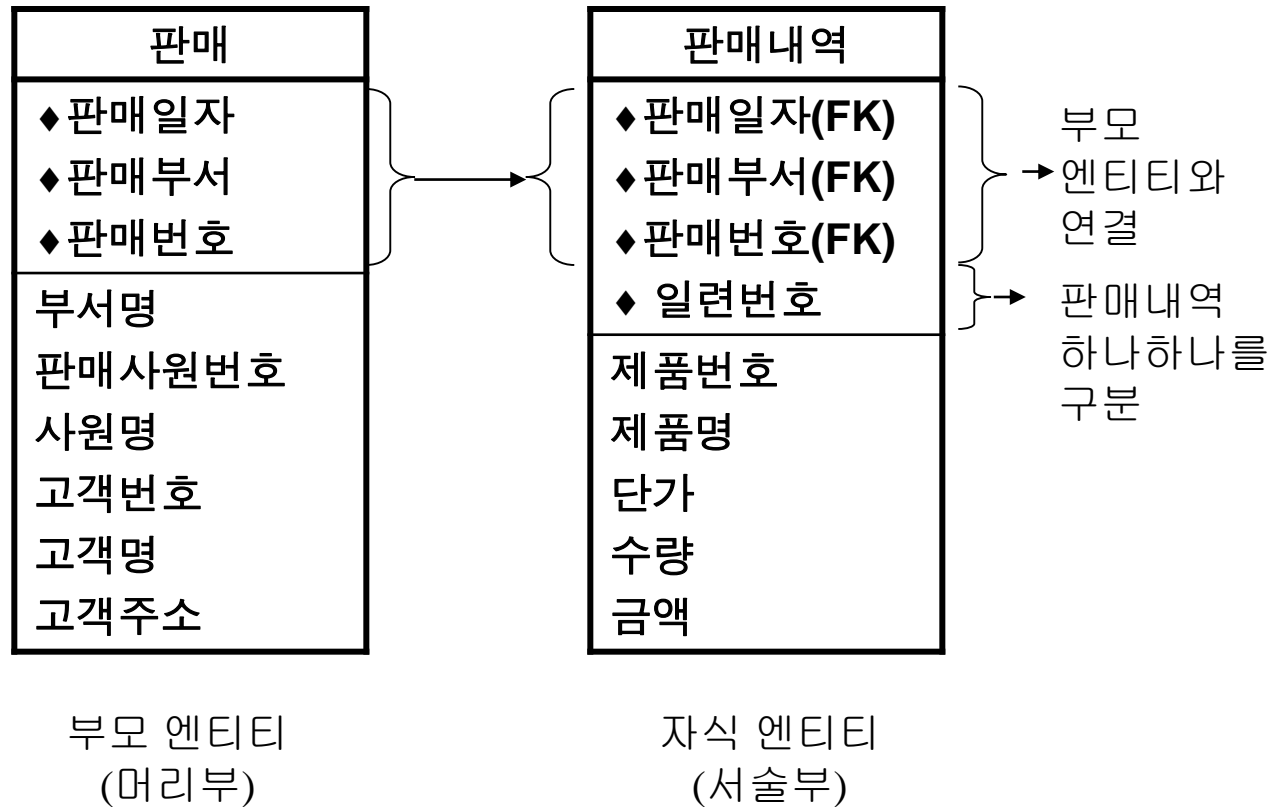 판매
♦판매일자
♦판매부서
♦판매번호
부서명
판매사원번호
사원명
고객번호
고객명
고객주소
부모 엔티티
(머리부)
판매내역
♦판매일자(FK)
♦판매부서(FK)
♦판매번호(FK)
♦ 일련번호
제품번호
제품명
단가
수량
금액
자식 엔티티
(서술부)
부모
엔티티와
연결
판매내역
하나하나를
구분